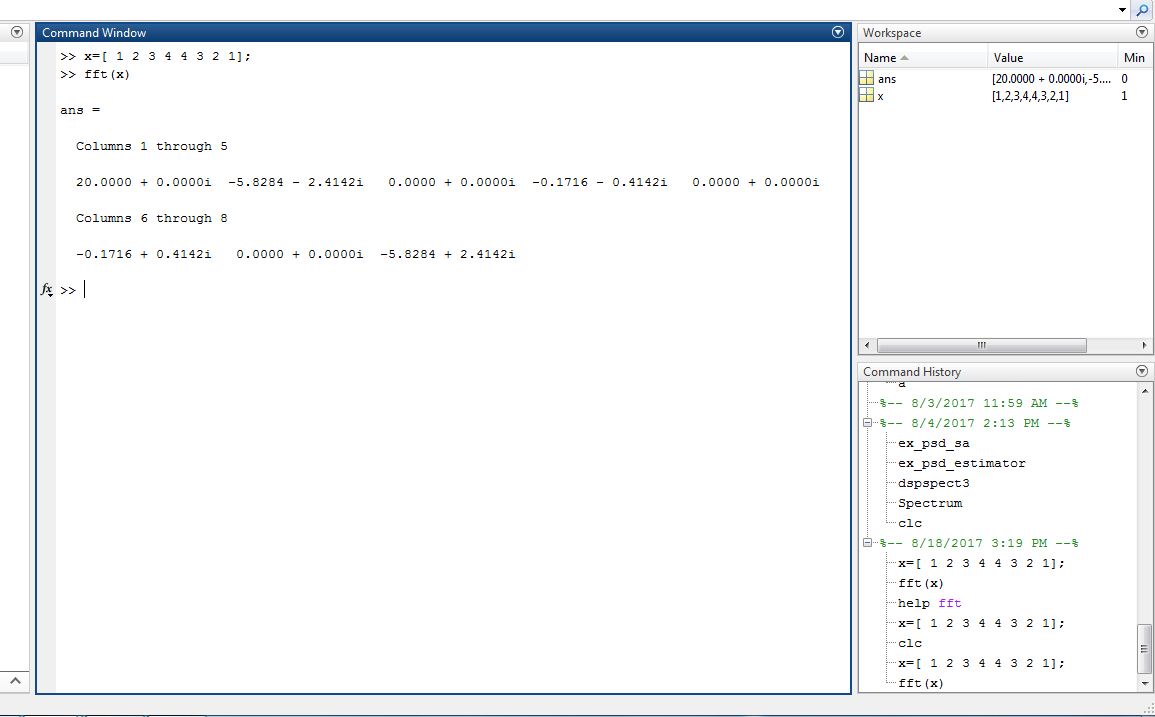 Command Window
>> x=[ 1 2 3 4 4 3 2 1];
>> fft(x)
ans =
Columns 1 through 5
20.0000 + 0.0000i  -5.8284 - 2.4142i   0.0000 + 0.0000i  -0.1716 - 0.4142i   0.0000 + 0.0000i
Columns 6 through 8
-0.1716 + 0.4142i   0.0000 + 0.0000i  -5.8284 + 2.4142i
fx >>
Workspace
Name Value Min
ans [20.0000 + 0.0000i,-5.... 0
x [1,2,3,4,4,3,2,1] 1
Command History
a
%-- 8/3/2017 11:59 AM --%
%-- 8/4/2017 2:13 PM --%
ex_psd_sa
ex_psd_estimator
dspspect3
Spectrum
clc
%-- 8/18/2017 3:19 PM --%
x=[ 1 2 3 4 4 3 2 1];
fft(x)
help fft
x=[ 1 2 3 4 4 3 2 1];
clc
x=[ 1 2 3 4 4 3 2 1];
fft(x)